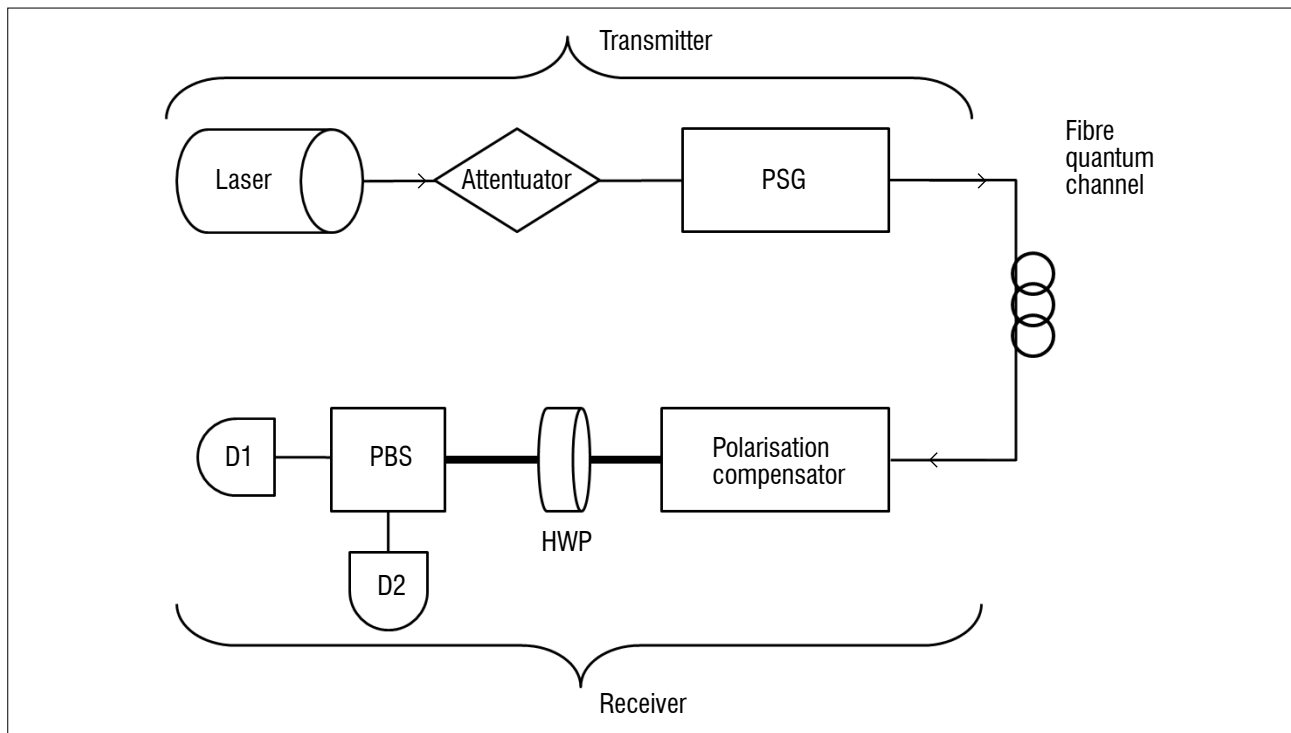 Transmitter
Fibre
quantum
channel
Laser
Attentuator
PSG
D1
PBS
Polarisation
compensator
HWP
D2
Receiver